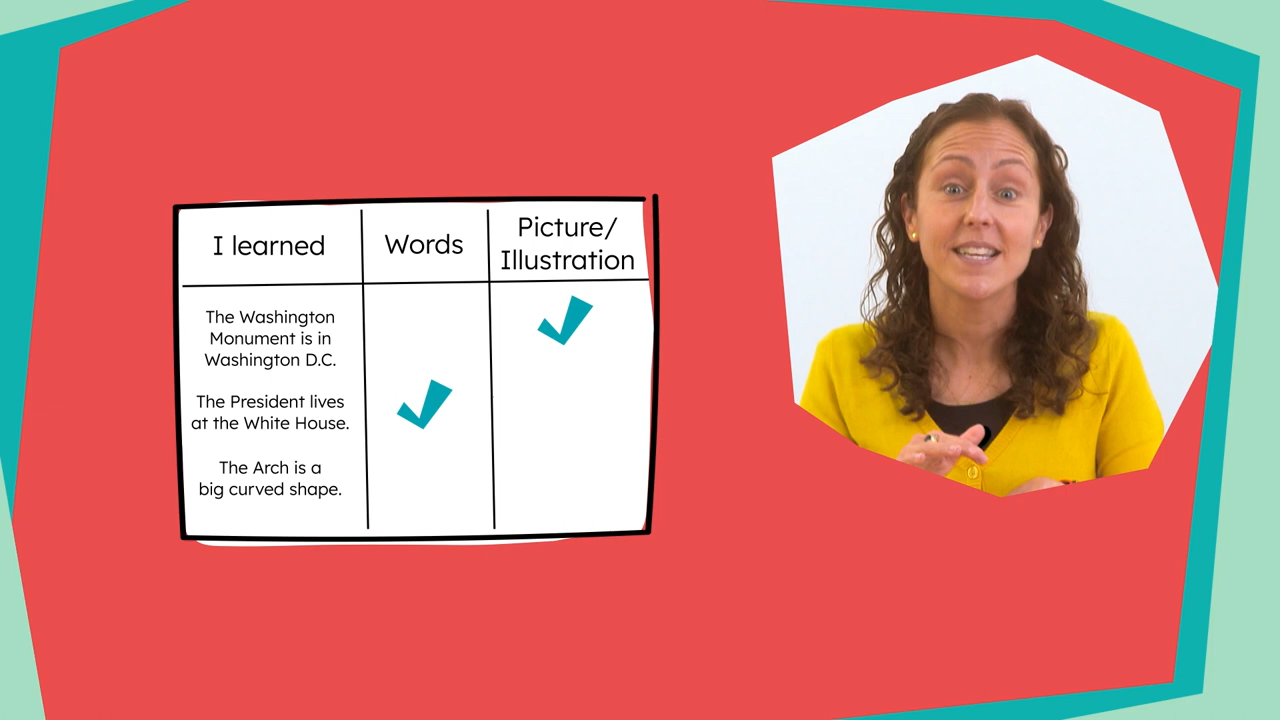 I learned
Words
Picture/
Illustration
The Washington
Monument is in
Washington D.C.
The President lives
at the White House.
The Arch is a
big curved shape.